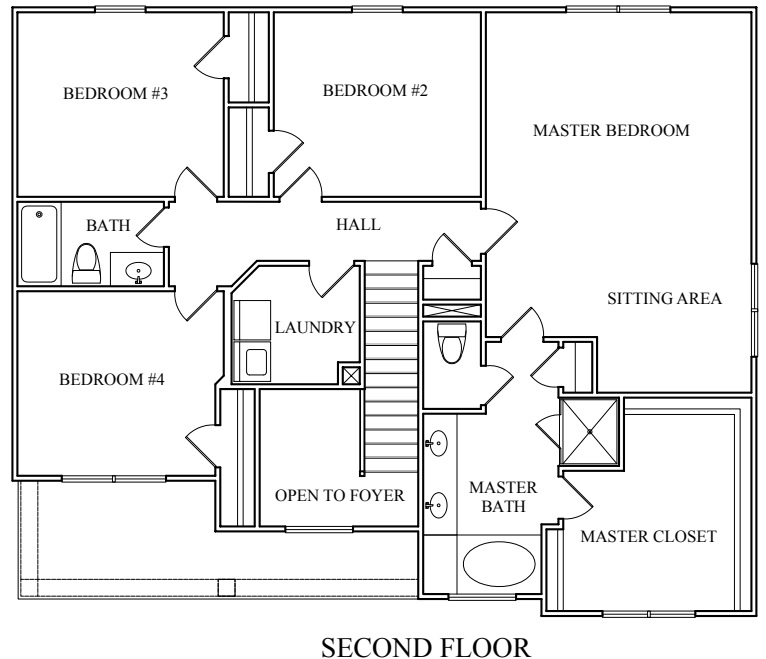 BEDROOM #3
BEDROOM #2
MASTER BEDROOM
BATH
HALL
SITTING AREA
LAUNDRY
BEDROOM #4
OPEN TO FOYER
MASTER
BATH
MASTER CLOSET
SECOND FLOOR